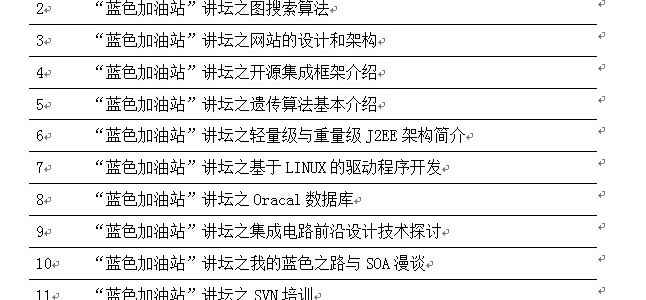 2 “蓝色加油站”讲坛之图搜索算法
3 “蓝色加油站”讲坛之网站的设计和架构
4 “蓝色加油站”讲坛之开源集成框架介绍
5 “蓝色加油站”讲坛之遗传算法基本介绍
6 “蓝色加油站”讲坛之轻量级与重量级 J2EE 架构简介
7 “蓝色加油站”讲坛之基于 LINUX 的驱动程序开发
8 “蓝色加油站”讲坛之 Oracal 数据库
9 “蓝色加油站”讲坛之集成电路前沿设计技术探讨
10 “蓝色加油站”讲坛之我的蓝色之路与 SOA 漫谈
11 “蓝色加油站”讲坛之 SVN 培训